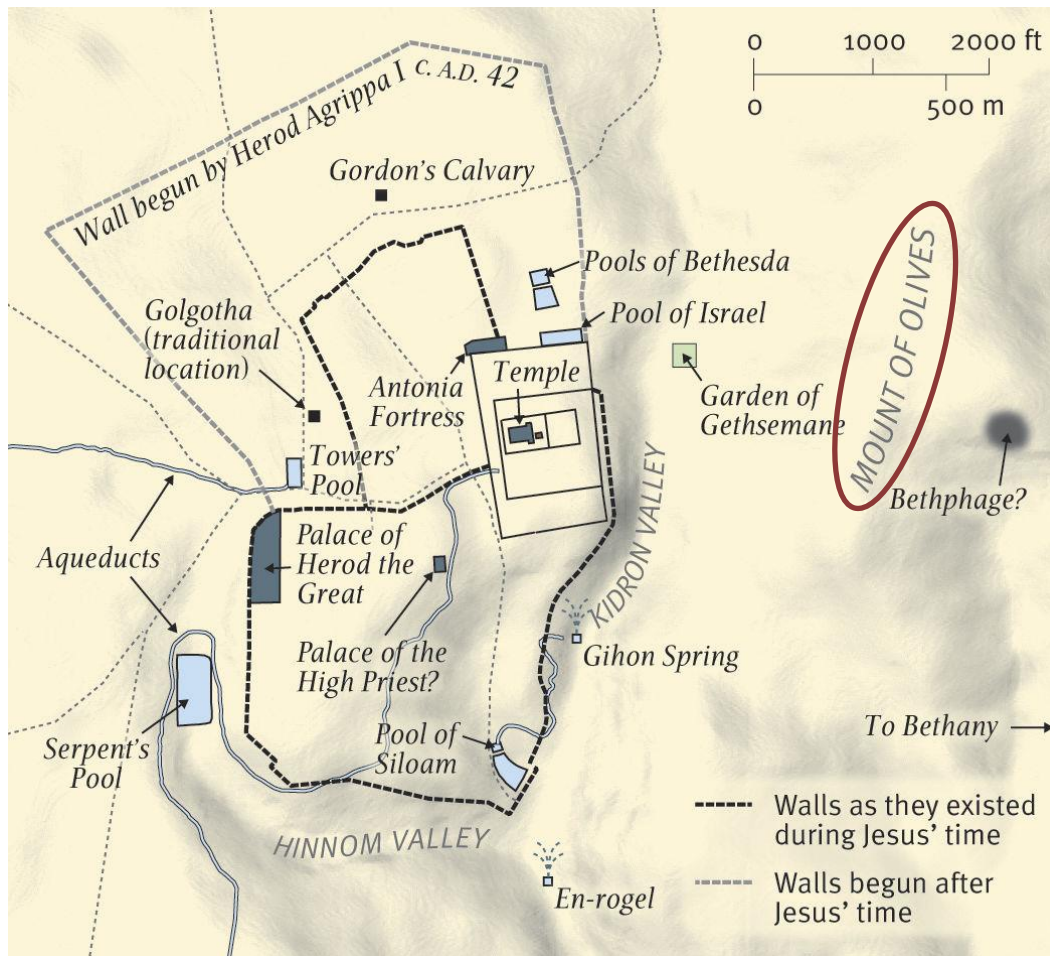 0 1000 2000 ft
0 500 m
Wall begun by Herod Agrippa I c. A.D. 42
Gordon's Calvary
Pools of Bethesda
Pool of Israel
MOUNT OF OLIVES
Golgotha
(traditional
location)
Antonia
Fortress
Temple
Garden of
Gethsemane
Towers'
Pool
KIDRON VALLEY
Bethphage?
Aqueducts
Palace of
Herod the
Great
Palace of the
High Priest?
Gihon Spring
Serpent's
Pool
Pool of
Siloam
To Bethany
HINNOM VALLEY
En-rogel
Walls as they existed
during Jesus' time
Walls begun after
Jesus' time